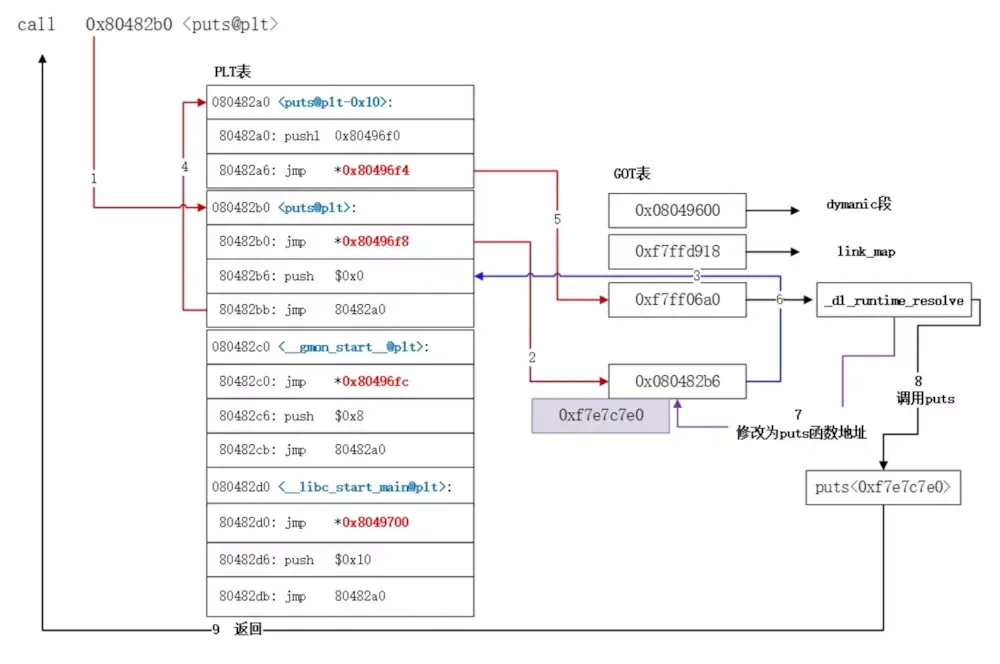 call 0x80482b0 <puts@plt>
PLT表
080482a0 <puts@plt-0x10>:
80482a0: pushl 0x80496f0
80482a6: jmp *0x80496f4
080482b0 <puts@plt>:
80482b0: jmp *0x80496f8
80482b6: push $0x0
80482bb: jmp 80482a0
080482c0 <__gmon_start__@plt>:
80482c0: jmp *0x80496fc
80482c6: push $0x8
80482cb: jmp 80482a0
080482d0 <__libc_start_main@plt>:
80482d0: jmp *0x8049700
80482d6: push $0x10
80482db: jmp 80482a0
1
4
5
2
3
6
GOT表
0x08049600
dymanic段
0xf7ffd918
link_map
0xf7ff06a0
_dl_runtime_resolve
0x080482b6
0xf7e7c7e0
7
修改为puts函数地址
8
调用puts
puts<0xf7e7c7e0>
9 返回